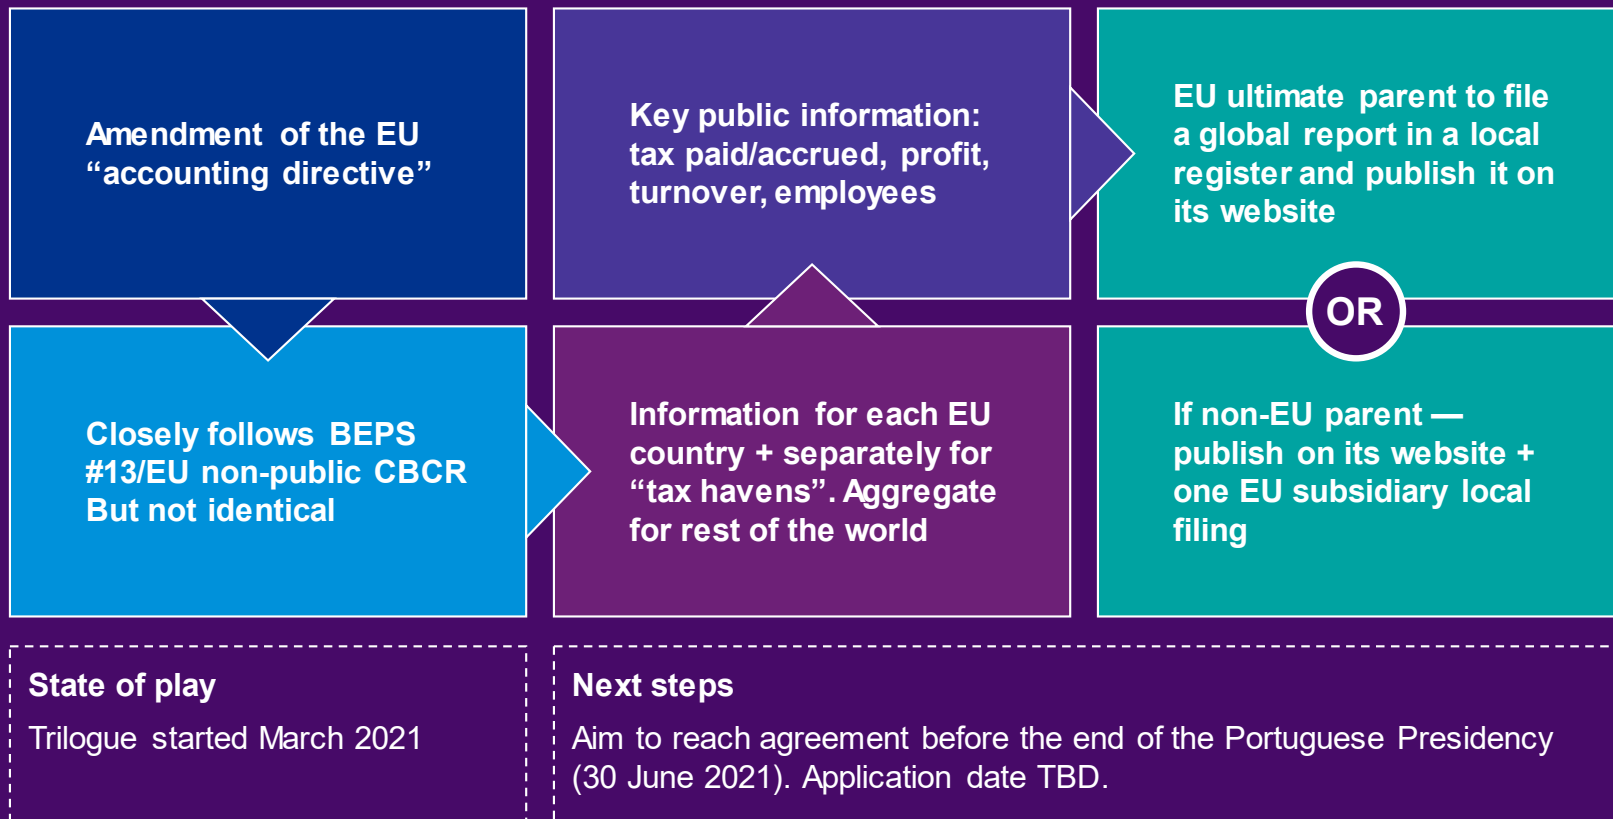 Amendment of the EU
“accounting directive”
Closely follows BEPS
#13/EU non-public CBCR
But not identical
Information for each EU
country + separately for
“tax havens”. Aggregate
for rest of the world
Key public information:
tax paid/accrued, profit,
turnover, employees
EU ultimate parent to file
a global report in a local
register and publish it on
its website
OR
If non-EU parent —
publish on its website +
one EU subsidiary local
filing
State of play
Trilogue started March 2021
Next steps
Aim to reach agreement before the end of the Portuguese Presidency
(30 June 2021). Application date TBD.